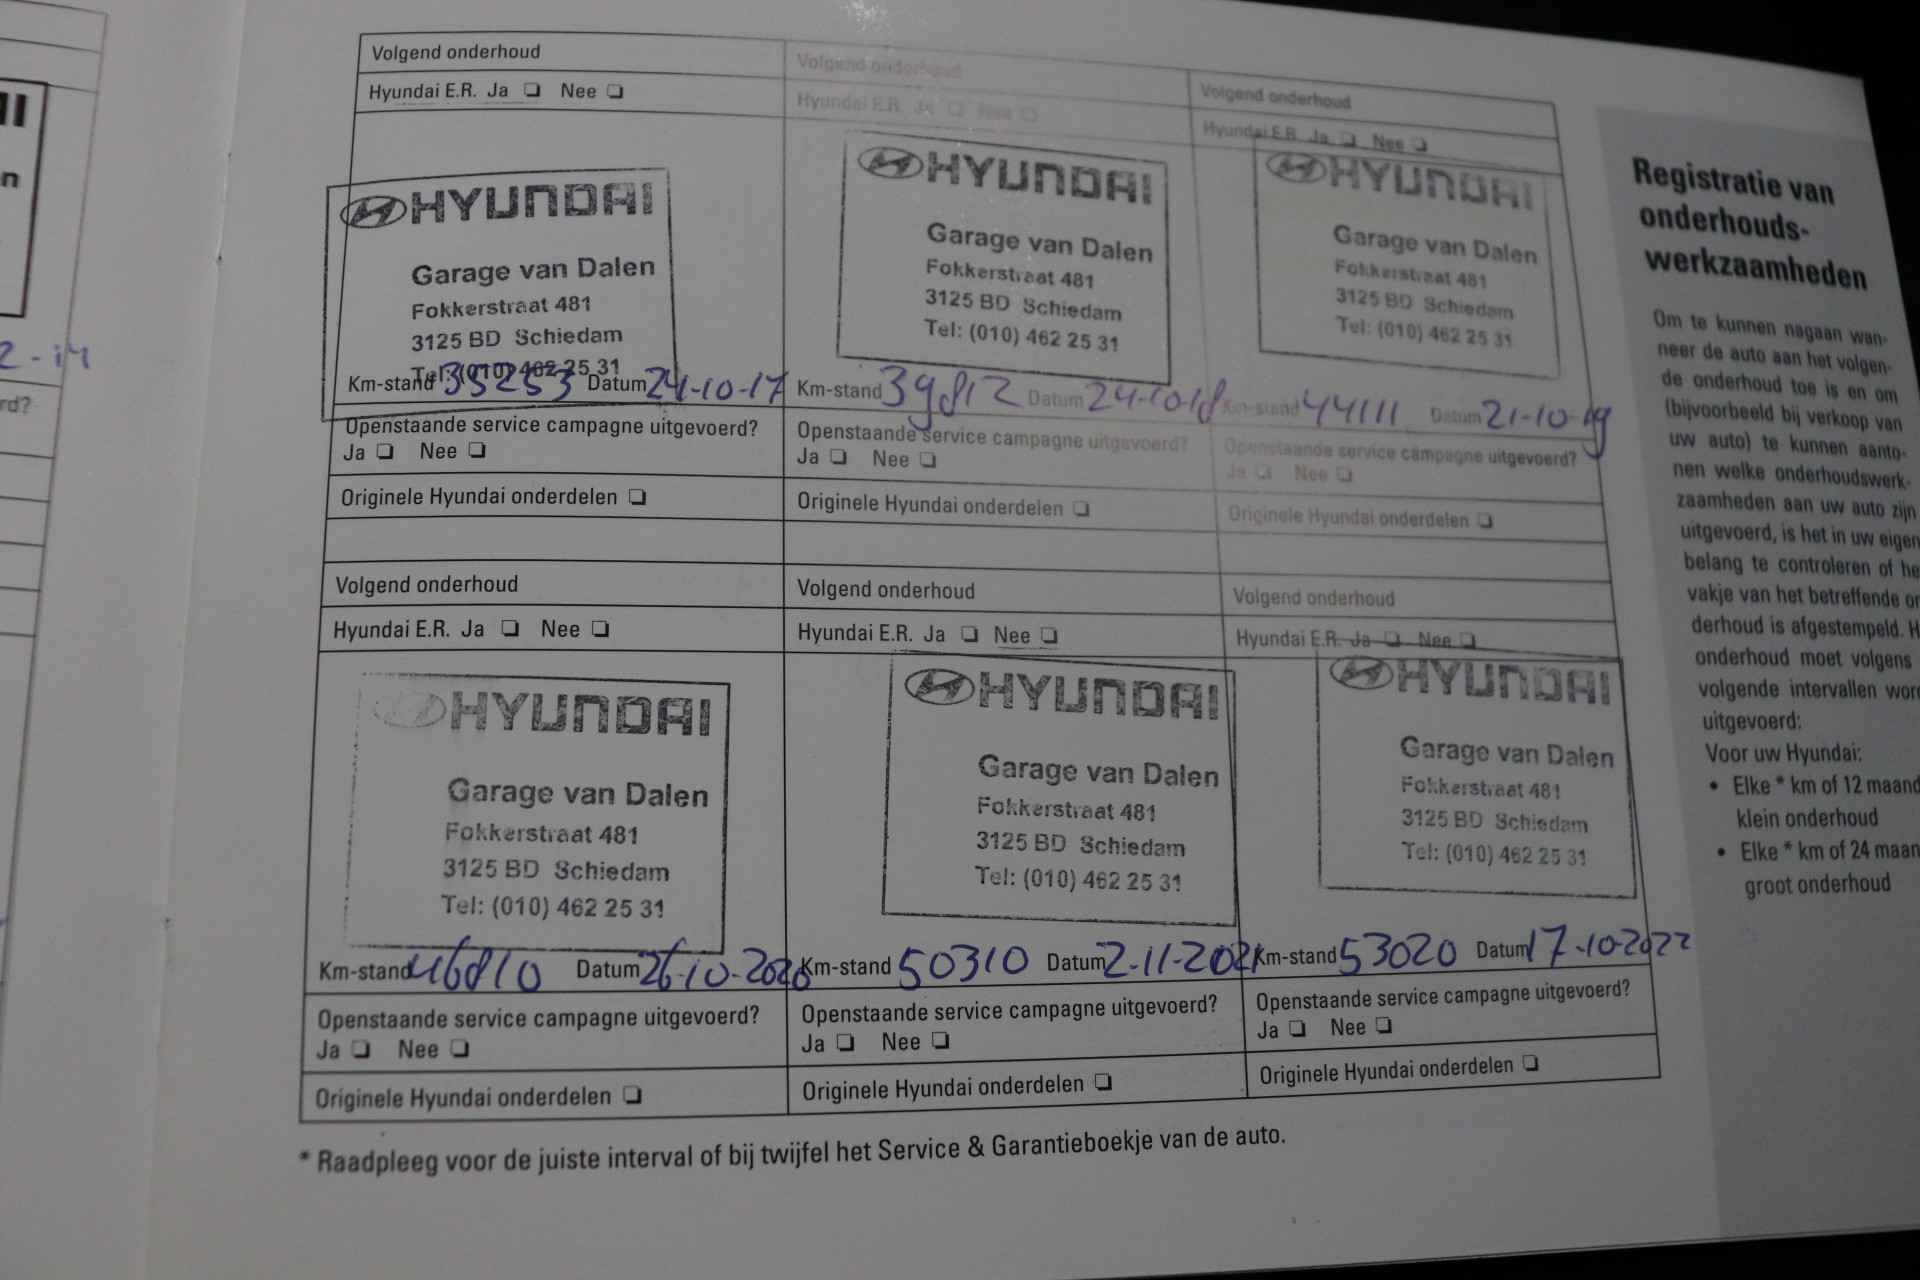 ll
n
2-14
rd?
Volgend onderhoud
Hyundai E.R. Ja ❏ Nee ❏
HYUNDAI
Garage van Dalen
Fokkerstraat 481
3125 BD Schiedam
Tel: (010) 462 25 31
Km-stand 35253 Datum 24-10-17
Openstaande service campagne uitgevoerd?
Ja ❏ Nee ❏
Originele Hyundai onderdelen ❏
Volgend onderhoud
Hyundai E.R. Ja ❏ Nee ❏
HYUNDAI
Garage van Dalen
Fokkerstraat 481
3125 BD Schiedam
Tel: (010) 462 25 31
Km-stand 39812 Datum 24-10-18
Openstaande service campagne uitgevoerd?
Ja ❏ Nee ❏
Originele Hyundai onderdelen ❏
Volgend onderhoud
Hyundai E.R. Ja ❏ Nee ❏
HYUNDAI
Garage van Dalen
Fokkerstraat 481
3125 BD Schiedam
Tel: (010) 462 25 31
Km-stand 44111 Datum 21-10-19
Openstaande service campagne uitgevoerd?
Ja ❏ Nee ❏
Originele Hyundai onderdelen ❏
Volgend onderhoud
Hyundai E.R. Ja ❏ Nee ❏
HYUNDAI
Garage van Dalen
Fokkerstraat 481
3125 BD Schiedam
Tel: (010) 462 25 31
Km-stand 46810 Datum 26-10-2020
Openstaande service campagne uitgevoerd?
Ja ❏ Nee ❏
Originele Hyundai onderdelen ❏
Volgend onderhoud
Hyundai E.R. Ja ❏ Nee ❏
HYUNDAI
Garage van Dalen
Fokkerstraat 481
3125 BD Schiedam
Tel: (010) 462 25 31
Km-stand 50310 Datum 2-11-2021
Openstaande service campagne uitgevoerd?
Ja ❏ Nee ❏
Originele Hyundai onderdelen ❏
Volgend onderhoud
Hyundai E.R. Ja ❏ Nee ❏
HYUNDAI
Garage van Dalen
Fokkerstraat 481
3125 BD Schiedam
Tel: (010) 462 25 31
Km-stand 53020 Datum 17-10-2022
Openstaande service campagne uitgevoerd?
Ja ❏ Nee ❏
Originele Hyundai onderdelen ❏
* Raadpleeg voor de juiste interval of bij twijfel het Service & Garantieboekje van de auto.
Registratie van
onderhouds-
werkzaamheden
Om te kunnen nagaan wan-
neer de auto aan het volgen-
de onderhoud toe is en om
(bijvoorbeeld bij verkoop van
uw auto) te kunnen aanto-
nen welke onderhoudswerk-
zaamheden aan uw auto zijn
uitgevoerd, is het in uw eigen
belang te controleren of he
vakje van het betreffende or
derhoud is afgestempeld. H
onderhoud moet volgens
volgende intervallen word
uitgevoerd:
Voor uw Hyundai:
• Elke * km of 12 maand
klein onderhoud
• Elke * km of 24 maan
groot onderhoud